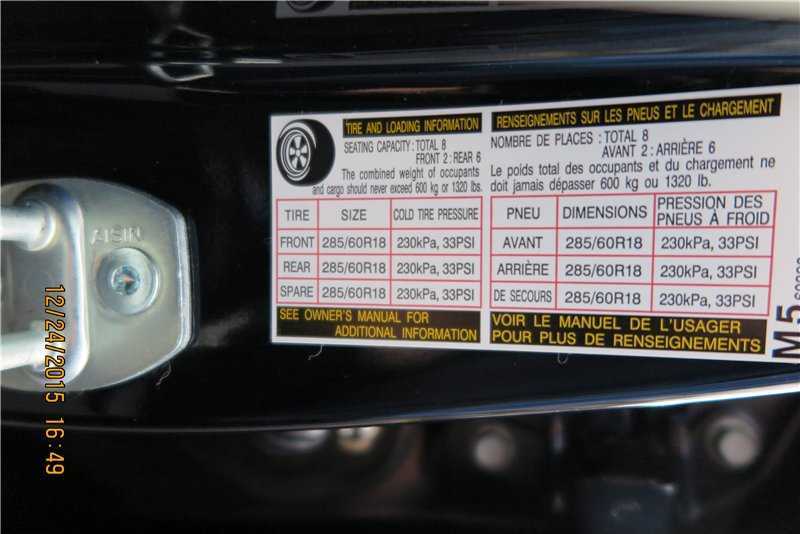 TIRE AND LOADING INFORMATION
SEATING CAPACITY: TOTAL 8
FRONT 2: REAR 6
The combined weight of occupants
and cargo should never exceed 600 kg or 1320 lbs.
TIRE SIZE COLD TIRE PRESSURE
FRONT 285/60R18 230kPa, 33PSI
REAR 285/60R18 230kPa, 33PSI
SPARE 285/60R18 230kPa, 33PSI
SEE OWNER'S MANUAL FOR
ADDITIONAL INFORMATION
RENSEIGNEMENTS SUR LES PNEUS ET LE CHARGEMENT
NOMBRE DE PLACES : TOTAL 8
AVANT 2 : ARRIÈRE 6
Le poids total des occupants et du chargement ne
doit jamais dépasser 600 kg ou 1320 lb.
PNEU DIMENSIONS PRESSION DES PNEUS À FROID
AVANT 285/60R18 230kPa, 33PSI
ARRIÈRE 285/60R18 230kPa, 33PSI
DE SECOURS 285/60R18 230kPa, 33PSI
VOIR LE MANUEL DE L'USAGER
POUR PLUS DE RENSEIGNEMENTS
M5
AISIN
12/24/2015 16:49